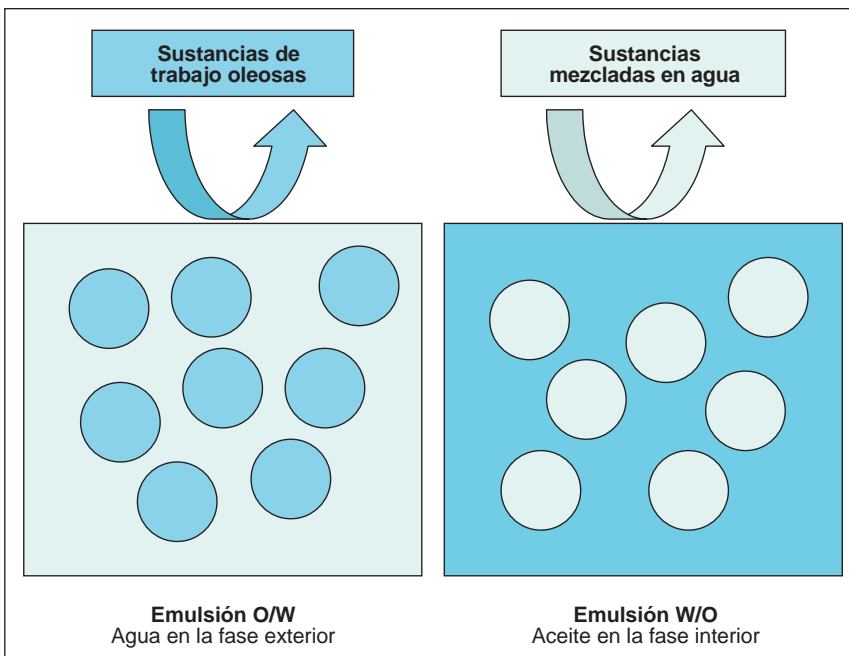 Sustancias de
trabajo oleosas
Sustancias
mezcladas en agua
Emulsión O/W
Agua en la fase exterior
Emulsión W/O
Aceite en la fase interior